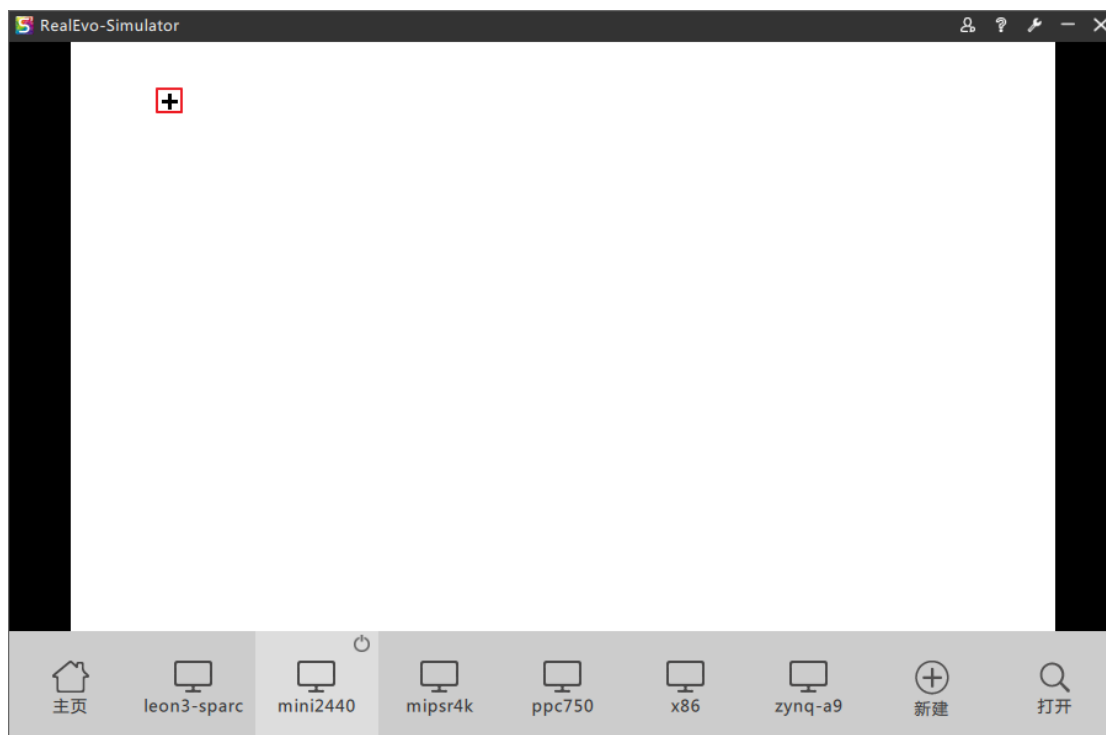 RealEvo-Simulator
主页
leon3-sparc
mini2440
mipsr4k
ppc750
x86
zynq-a9
新建
打开